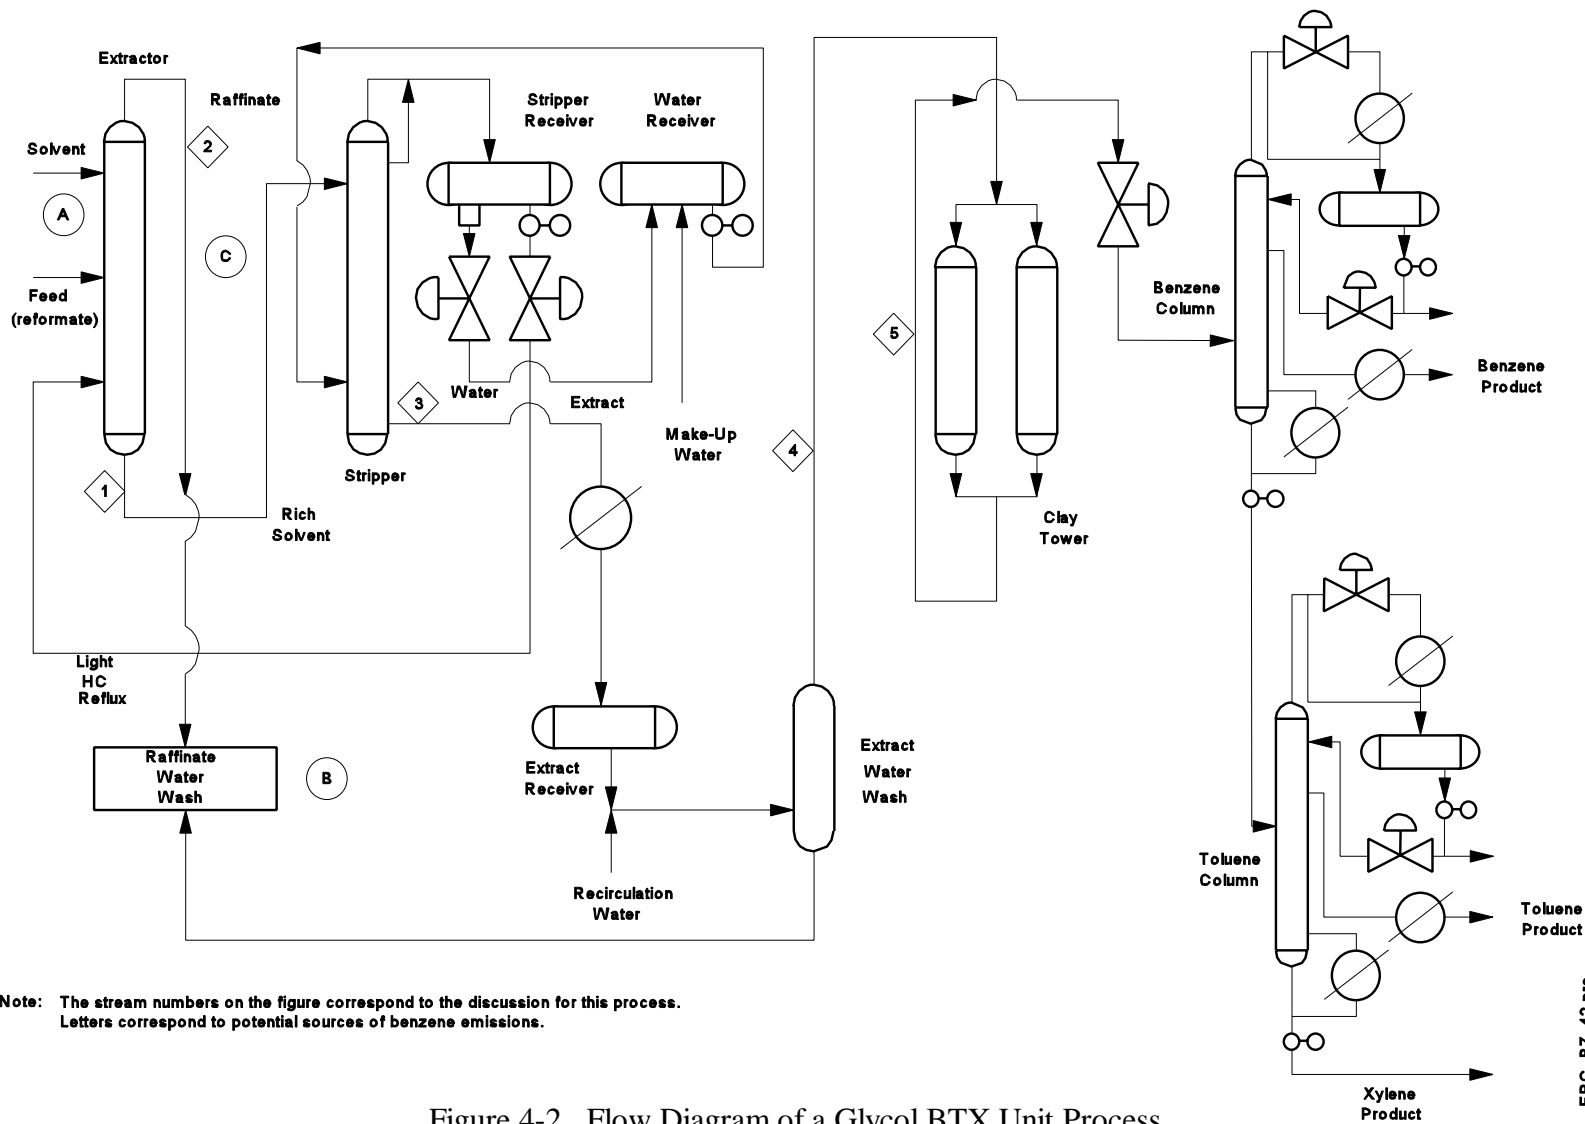 Extractor
Raffinate
Stripper
Receiver
Water
Receiver
Solvent
2
A
C
Feed
(reformate)
Benzene
Column
5
Benzene
Product
Water
3
Extract
Make-Up
Water
4
Stripper
1
Rich
Solvent
Clay
Tower
Light
HC
Reflux
Raffinate
Water
Wash
B
Extract
Receiver
Extract
Water
Wash
Recirculation
Water
Toluene
Column
Toluene
Product
Note: The stream numbers on the figure correspond to the discussion for this process.
Letters correspond to potential sources of benzene emissions.
Xylene
Product
Figure 4-2. Flow Diagram of a Glycol BTX Unit Process